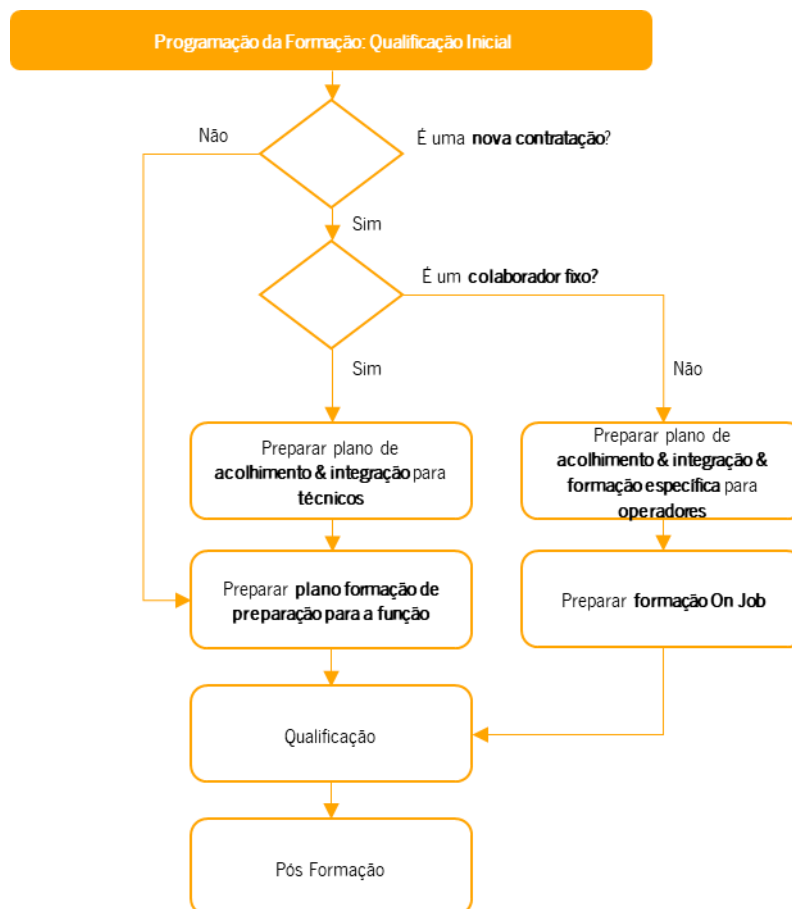 Programação da Formação: Qualificação Inicial
Não
É uma nova contratação?
Sim
É um colaborador fixo?
Sim
Não
Preparar plano de
acolhimento & integração para
técnicos
Preparar plano de
acolhimento & integração &
formação específica para
operadores
Preparar plano formação de
preparação para a função
Preparar formação On Job
Qualificação
Pós Formação